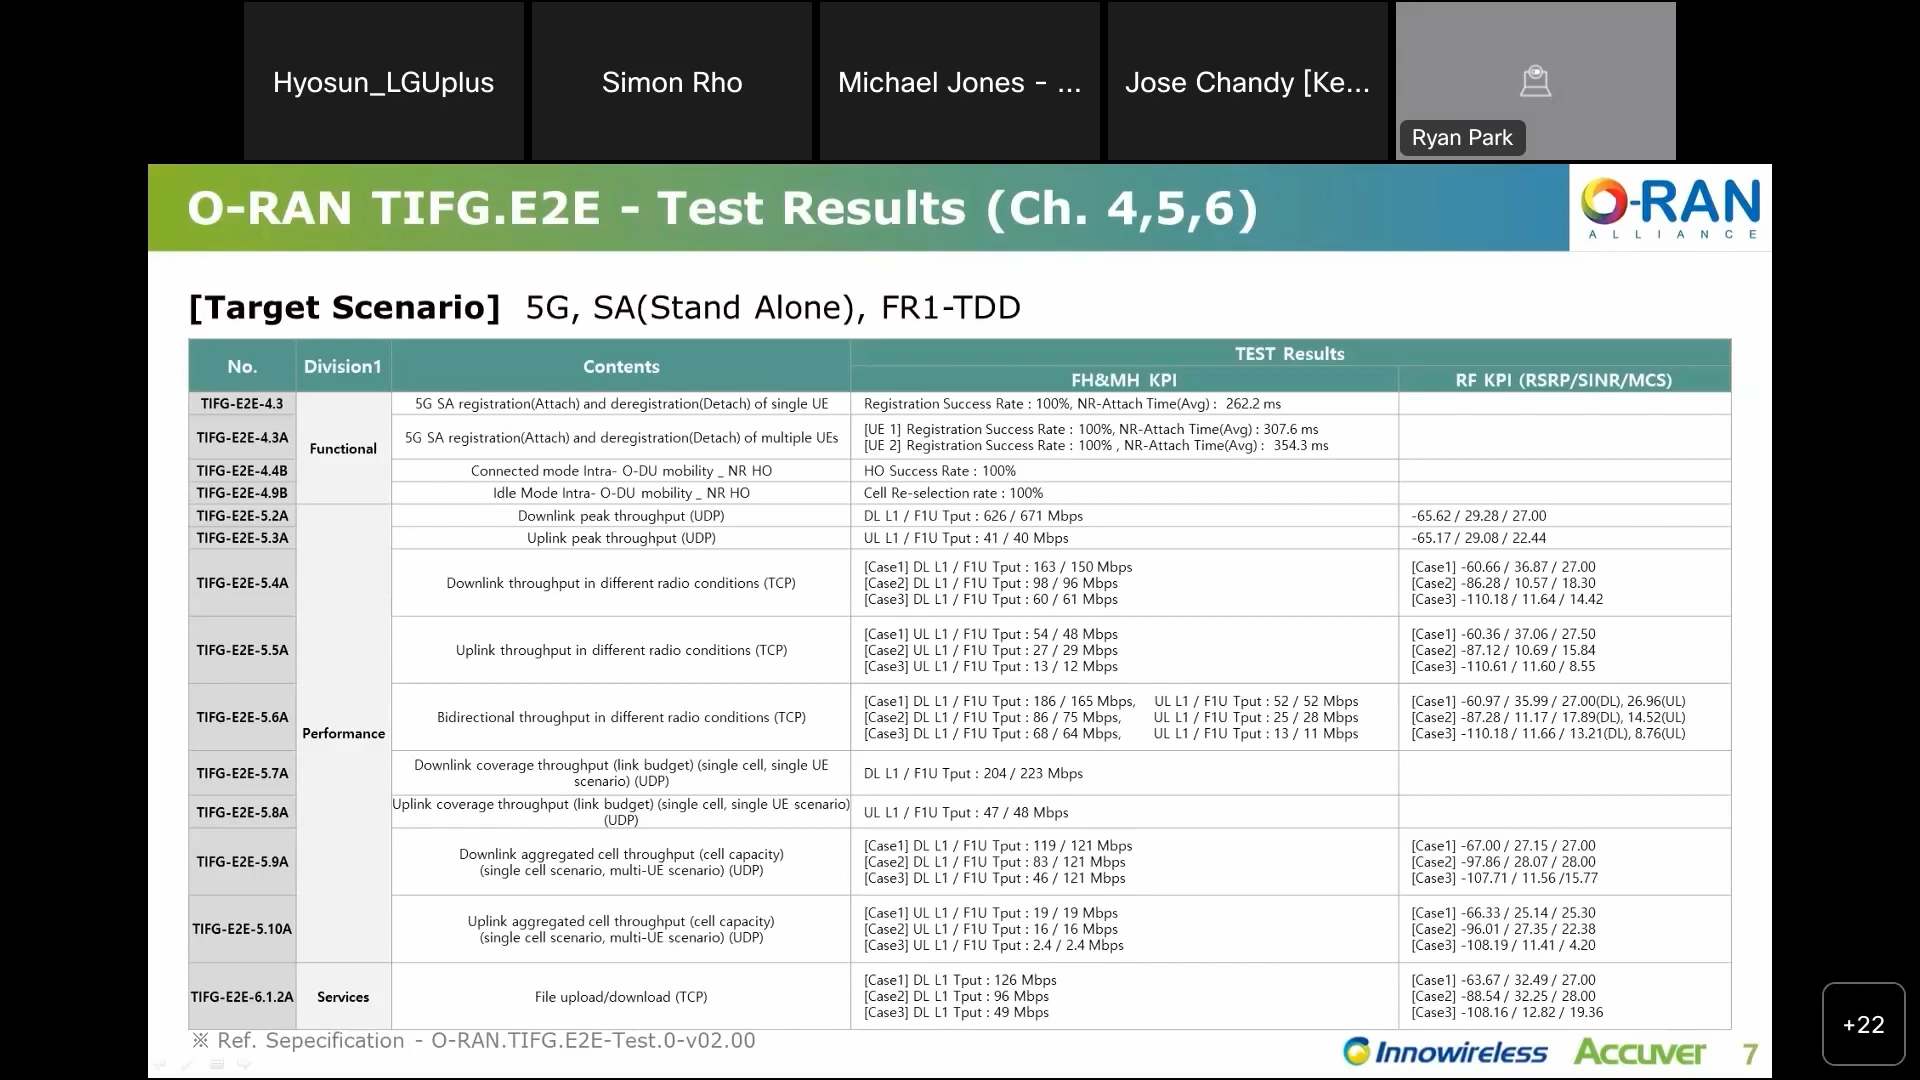 Hyosun_LGUplus
Simon Rho
Michael Jones - ...
Jose Chandy [Ke...
Ryan Park
O-RAN TIFG.E2E - Test Results (Ch. 4,5,6)
O-RAN
ALLIANCE
[Target Scenario] 5G, SA(Stand Alone), FR1-TDD
No.
Division1
Contents
TEST Results
FH&MH KPI
RF KPI (RSRP/SINR/MCS)
TIFG-E2E-4.3
Functional
5G SA registration(Attach) and deregistration(Detach) of single UE
Registration Success Rate : 100%, NR-Attach Time(Avg) : 262.2 ms
TIFG-E2E-4.3A
5G SA registration(Attach) and deregistration(Detach) of multiple UEs
[UE 1] Registration Success Rate : 100%, NR-Attach Time(Avg) : 307.6 ms
[UE 2] Registration Success Rate : 100% , NR-Attach Time(Avg) : 354.3 ms
TIFG-E2E-4.4B
Connected mode Intra- O-DU mobility _ NR HO
HO Success Rate : 100%
TIFG-E2E-4.9B
Idle Mode Intra- O-DU mobility _ NR HO
Cell Re-selection rate : 100%
TIFG-E2E-5.2A
Performance
Downlink peak throughput (UDP)
DL L1 / F1U Tput : 626 / 671 Mbps
-65.62 / 29.28 / 27.00
TIFG-E2E-5.3A
Uplink peak throughput (UDP)
UL L1 / F1U Tput : 41 / 40 Mbps
-65.17 / 29.08 / 22.44
TIFG-E2E-5.4A
Downlink throughput in different radio conditions (TCP)
[Case1] DL L1 / F1U Tput : 163 / 150 Mbps
[Case2] DL L1 / F1U Tput : 98 / 96 Mbps
[Case3] DL L1 / F1U Tput : 60 / 61 Mbps
[Case1] -60.66 / 36.87 / 27.00
[Case2] -86.28 / 10.57 / 18.30
[Case3] -110.18 / 11.64 / 14.42
TIFG-E2E-5.5A
Uplink throughput in different radio conditions (TCP)
[Case1] UL L1 / F1U Tput : 54 / 48 Mbps
[Case2] UL L1 / F1U Tput : 27 / 29 Mbps
[Case3] UL L1 / F1U Tput : 13 / 12 Mbps
[Case1] -60.36 / 37.06 / 27.50
[Case2] -87.12 / 10.69 / 15.84
[Case3] -110.61 / 11.60 / 8.55
TIFG-E2E-5.6A
Bidirectional throughput in different radio conditions (TCP)
[Case1] DL L1 / F1U Tput : 186 / 165 Mbps, UL L1 / F1U Tput : 52 / 52 Mbps
[Case2] DL L1 / F1U Tput : 86 / 75 Mbps, UL L1 / F1U Tput : 25 / 28 Mbps
[Case3] DL L1 / F1U Tput : 68 / 64 Mbps, UL L1 / F1U Tput : 13 / 11 Mbps
[Case1] -60.97 / 35.99 / 27.00(DL), 26.96(UL)
[Case2] -87.28 / 11.17 / 17.89(DL), 14.52(UL)
[Case3] -110.18 / 11.66 / 13.21(DL), 8.76(UL)
TIFG-E2E-5.7A
Downlink coverage throughput (link budget) (single cell, single UE
scenario) (UDP)
DL L1 / F1U Tput : 204 / 223 Mbps
TIFG-E2E-5.8A
Uplink coverage throughput (link budget) (single cell, single UE scenario)
(UDP)
UL L1 / F1U Tput : 47 / 48 Mbps
TIFG-E2E-5.9A
Downlink aggregated cell throughput (cell capacity)
(single cell scenario, multi-UE scenario) (UDP)
[Case1] DL L1 / F1U Tput : 119 / 121 Mbps
[Case2] DL L1 / F1U Tput : 83 / 121 Mbps
[Case3] DL L1 / F1U Tput : 46 / 121 Mbps
[Case1] -67.00 / 27.15 / 27.00
[Case2] -97.86 / 28.07 / 28.00
[Case3] -107.71 / 11.56 /15.77
TIFG-E2E-5.10A
Uplink aggregated cell throughput (cell capacity)
(single cell scenario, multi-UE scenario) (UDP)
[Case1] UL L1 / F1U Tput : 19 / 19 Mbps
[Case2] UL L1 / F1U Tput : 16 / 16 Mbps
[Case3] UL L1 / F1U Tput : 2.4 / 2.4 Mbps
[Case1] -66.33 / 25.14 / 25.30
[Case2] -96.01 / 27.35 / 22.38
[Case3] -108.19 / 11.41 / 4.20
TIFG-E2E-6.1.2A
Services
File upload/download (TCP)
[Case1] DL L1 Tput : 126 Mbps
[Case2] DL L1 Tput : 96 Mbps
[Case3] DL L1 Tput : 49 Mbps
[Case1] -63.67 / 32.49 / 27.00
[Case2] -88.54 / 32.25 / 28.00
[Case3] -108.16 / 12.82 / 19.36
※ Ref. Sepecification - O-RAN.TIFG.E2E-Test.0-v02.00
Innowireless
Accuver
7
+22